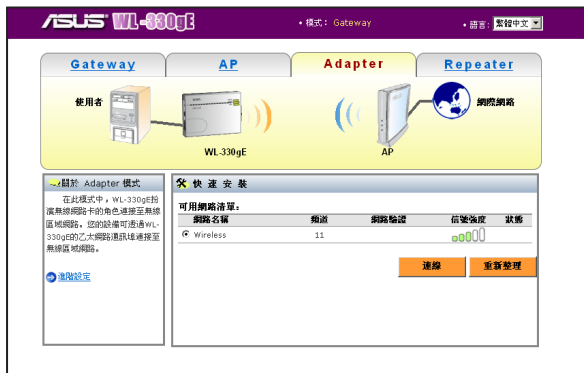 ASUS WL-330gE • 模式: Gateway • 語言: 繁體中文
Gateway AP Adapter Repeater
使用者 網際網路
WL-330gE AP
關於 Adapter 模式
在此模式中,WL-330gE扮
演無線網路卡的角色連接至無線
區域網路。您的設備可透過WL-
330gE的乙太網路通訊埠連接至
無線區域網路。
進階設定
快速安裝
可用網路清單:
網路名稱 頻道 網路驗證 信號強度 狀態
Wireless 11
連線 重新整理